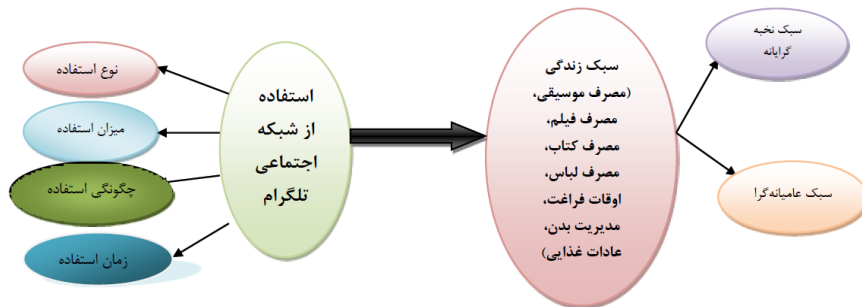 سبک نخبه
گرایانه
سبک عامیانه‌گرا
سبک زندگی
(مصرف موسیقی،
مصرف فیلم،
مصرف کتاب،
مصرف لباس،
اوقات فراغت،
مدیریت بدن،
عادات غذایی)
استفاده
از شبکه
اجتماعی
تلگرام
نوع استفاده
میزان استفاده
چگونگی استفاده
زمان استفاده